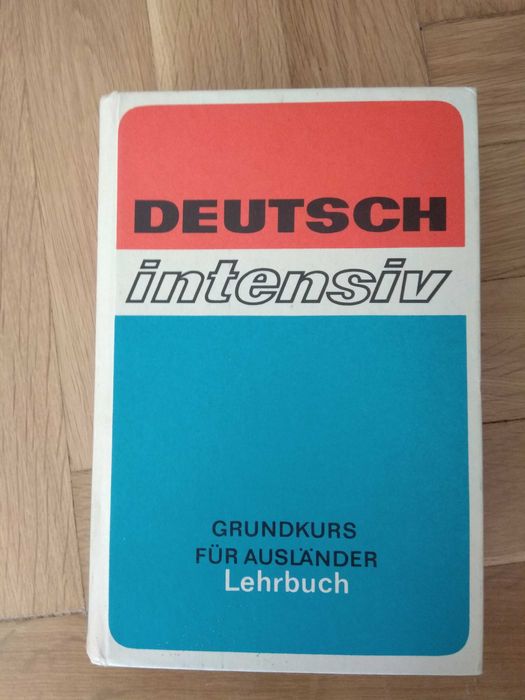 DEUTSCH
intensiv
GRUNDKURS
FÜR AUSLÄNDER
Lehrbuch